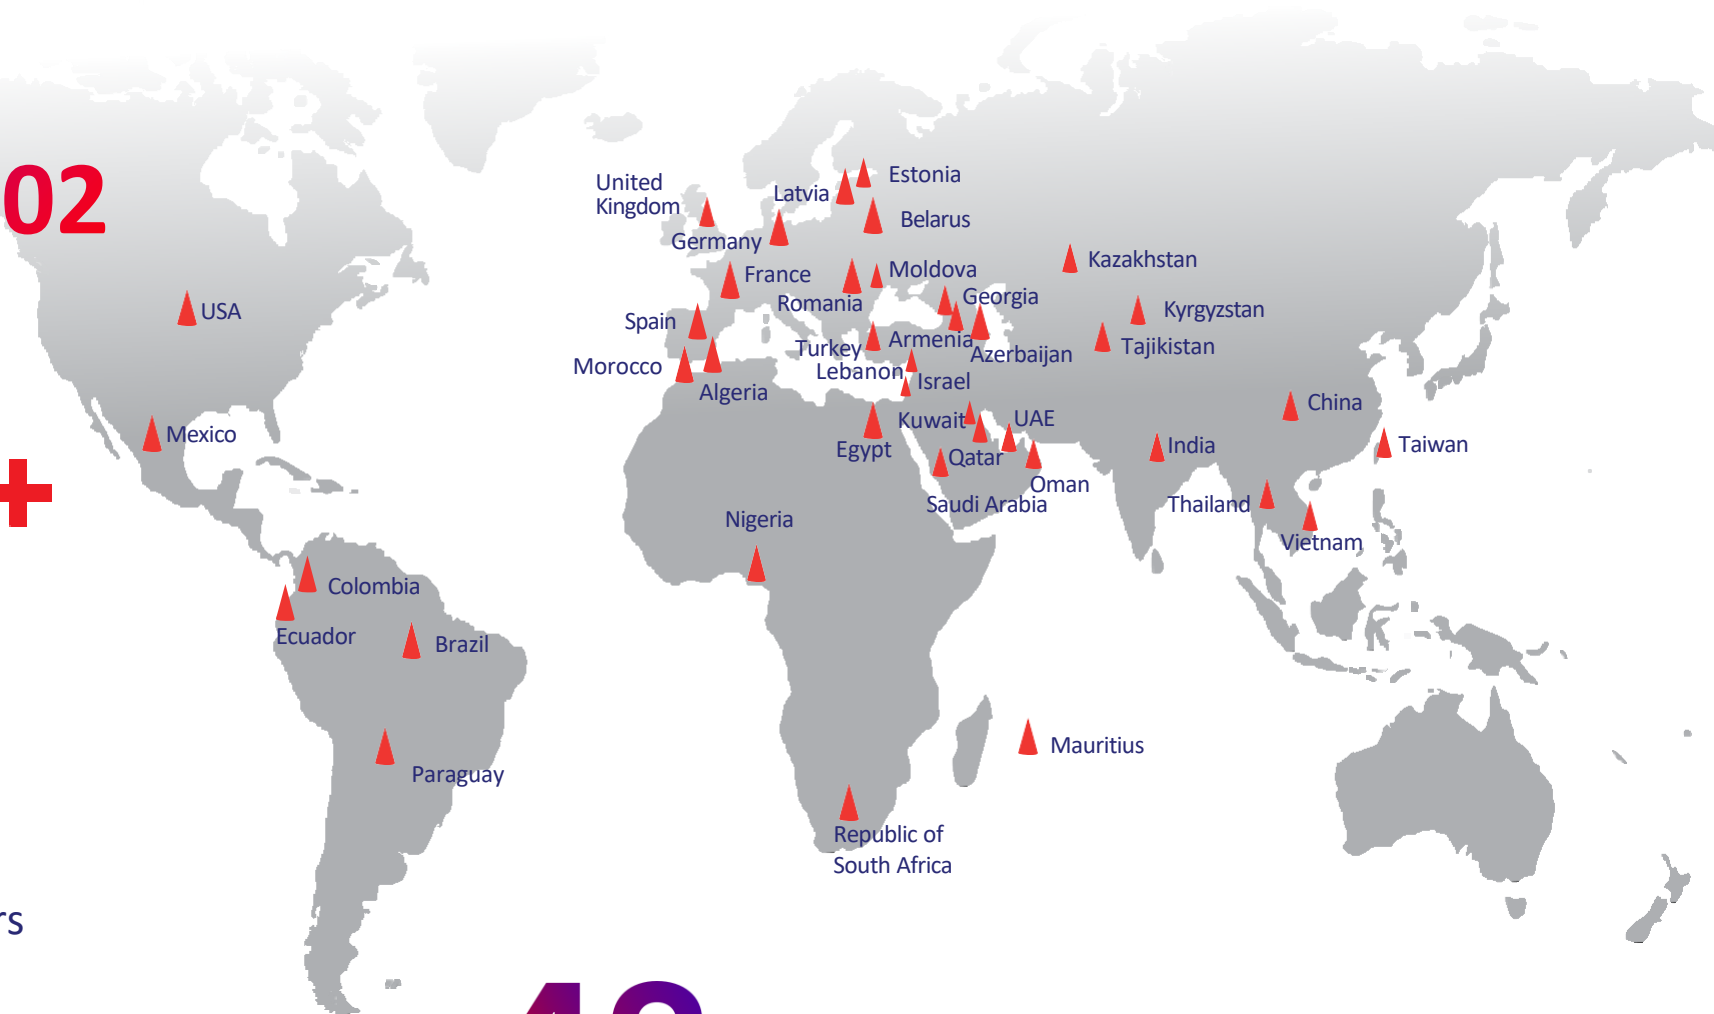 02
United
Kingdom
Latvia
Estonia
Belarus
Germany
France
Moldova
Romania
Georgia
Kazakhstan
Kyrgyzstan
USA
Spain
Turkey
Armenia
Azerbaijan
Tajikistan
Morocco
Lebanon
Israel
Algeria
China
Mexico
Kuwait
UAE
India
Taiwan
Egypt
Qatar
Oman
Saudi Arabia
Thailand
+
Nigeria
Vietnam
Colombia
Ecuador
Brazil
Mauritius
Paraguay
Republic of
South Africa
rs